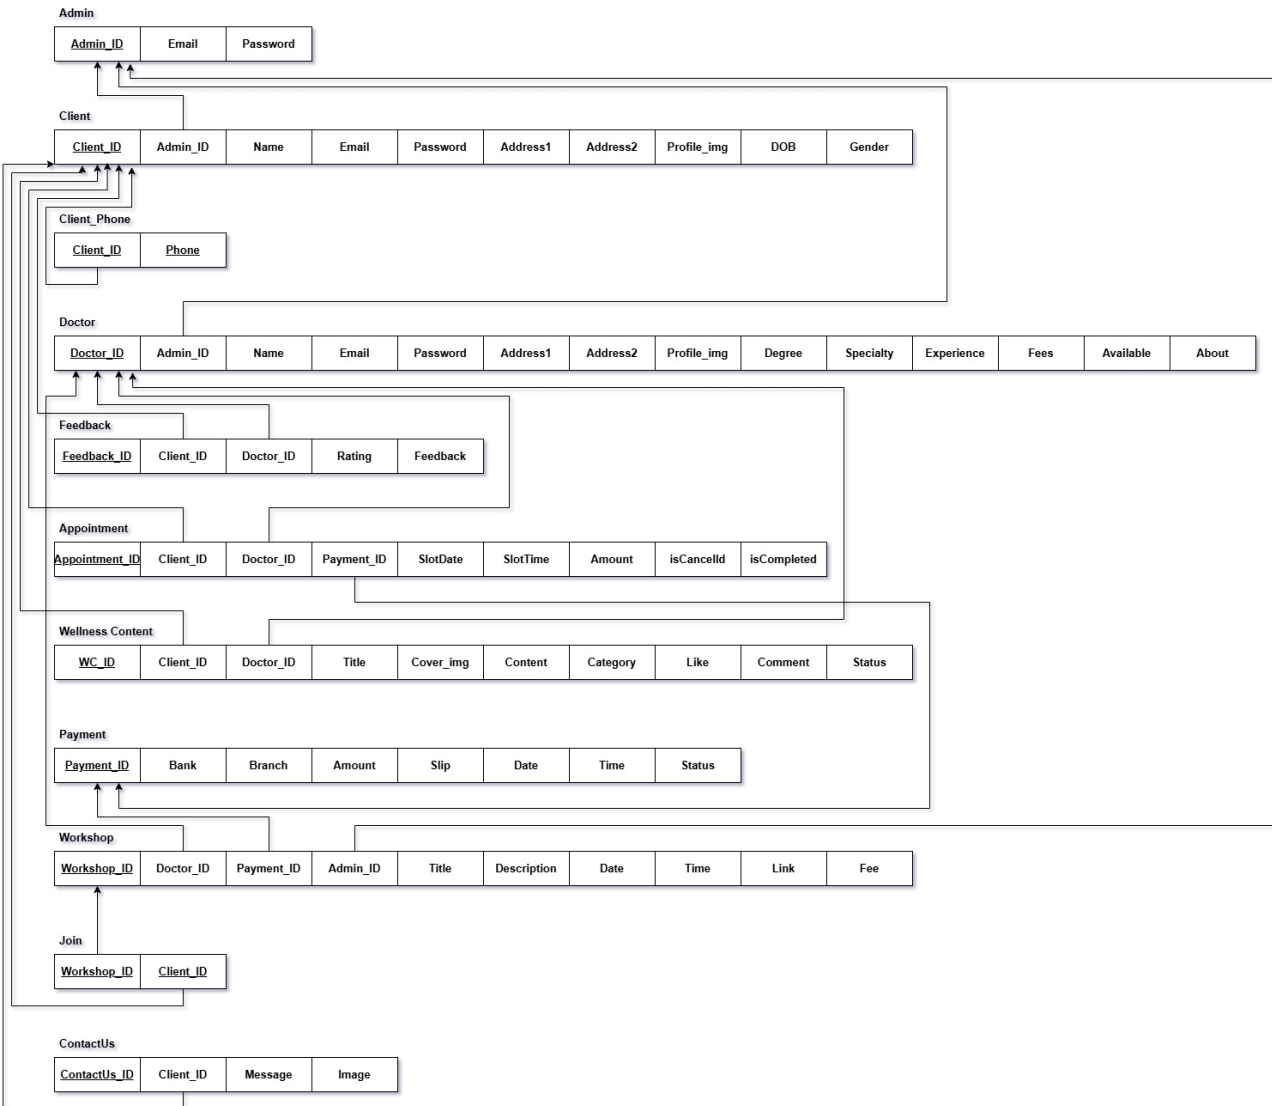 Admin
Admin_ID Email Password
Client
Client_ID Admin_ID Name Email Password Address1 Address2 Profile_img DOB Gender
Client_Phone
Client_ID Phone
Doctor
Doctor_ID Admin_ID Name Email Password Address1 Address2 Profile_img Degree Specialty Experience Fees Available About
Feedback
Feedback_ID Client_ID Doctor_ID Rating Feedback
Appointment
Appointment_ID Client_ID Doctor_ID Payment_ID SlotDate SlotTime Amount isCancelld isCompleted
Wellness Content
WC_ID Client_ID Doctor_ID Title Cover_img Content Category Like Comment Status
Payment
Payment_ID Bank Branch Amount Slip Date Time Status
Workshop
Workshop_ID Doctor_ID Payment_ID Admin_ID Title Description Date Time Link Fee
Join
Workshop_ID Client_ID
ContactUs
ContactUs_ID Client_ID Message Image